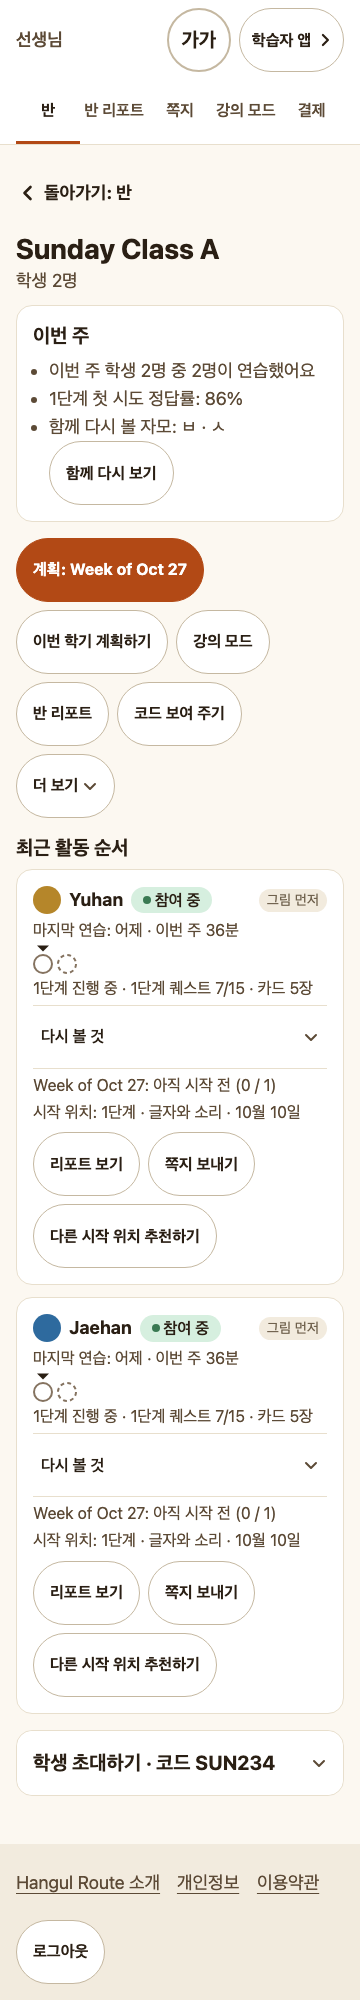 선생님
가가
학습자 앱
반 반 리포트 쪽지 강의 모드 결제
돌아가기: 반
Sunday Class A
학생 2명
이번 주
이번 주 학생 2명 중 2명이 연습했어요
1단계 첫 시도 정답률: 86%
함께 다시 볼 자모: ㅂ · ㅅ
함께 다시 보기
계획: Week of Oct 27
이번 학기 계획하기
강의 모드
반 리포트
코드 보여 주기
더 보기
최근 활동 순서
Yuhan 참여 중 그림 먼저
마지막 연습: 어제 · 이번 주 36분
1단계 진행 중 · 1단계 퀘스트 7/15 · 카드 5장
다시 볼 것
Week of Oct 27: 아직 시작 전 (0 / 1)
시작 위치: 1단계 · 글자와 소리 · 10월 10일
리포트 보기
쪽지 보내기
다른 시작 위치 추천하기
Jaehan 참여 중 그림 먼저
마지막 연습: 어제 · 이번 주 36분
1단계 진행 중 · 1단계 퀘스트 7/15 · 카드 5장
다시 볼 것
Week of Oct 27: 아직 시작 전 (0 / 1)
시작 위치: 1단계 · 글자와 소리 · 10월 10일
리포트 보기
쪽지 보내기
다른 시작 위치 추천하기
학생 초대하기 · 코드 SUN234
Hangul Route 소개 개인정보 이용약관
로그아웃